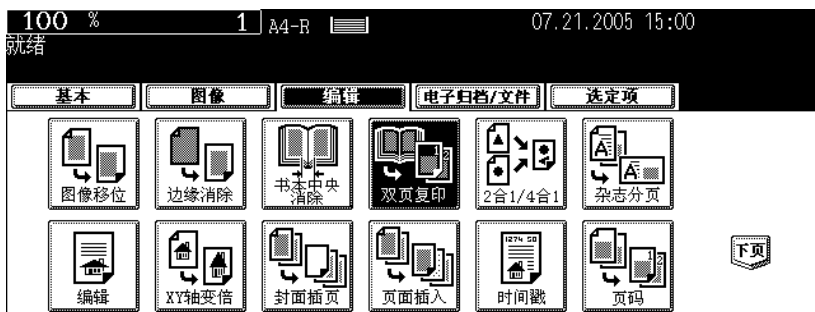 100 % 1 A4-R 07.21.2005 15:00
就绪
基本 图像 编辑 电子归档/文件 选定项
图像移位 边缘消除 书本中央消除 双页复印 2合1/4合1 杂志分页
编辑 XY轴变倍 封面插页 页面插入 时间戳 页码
下页